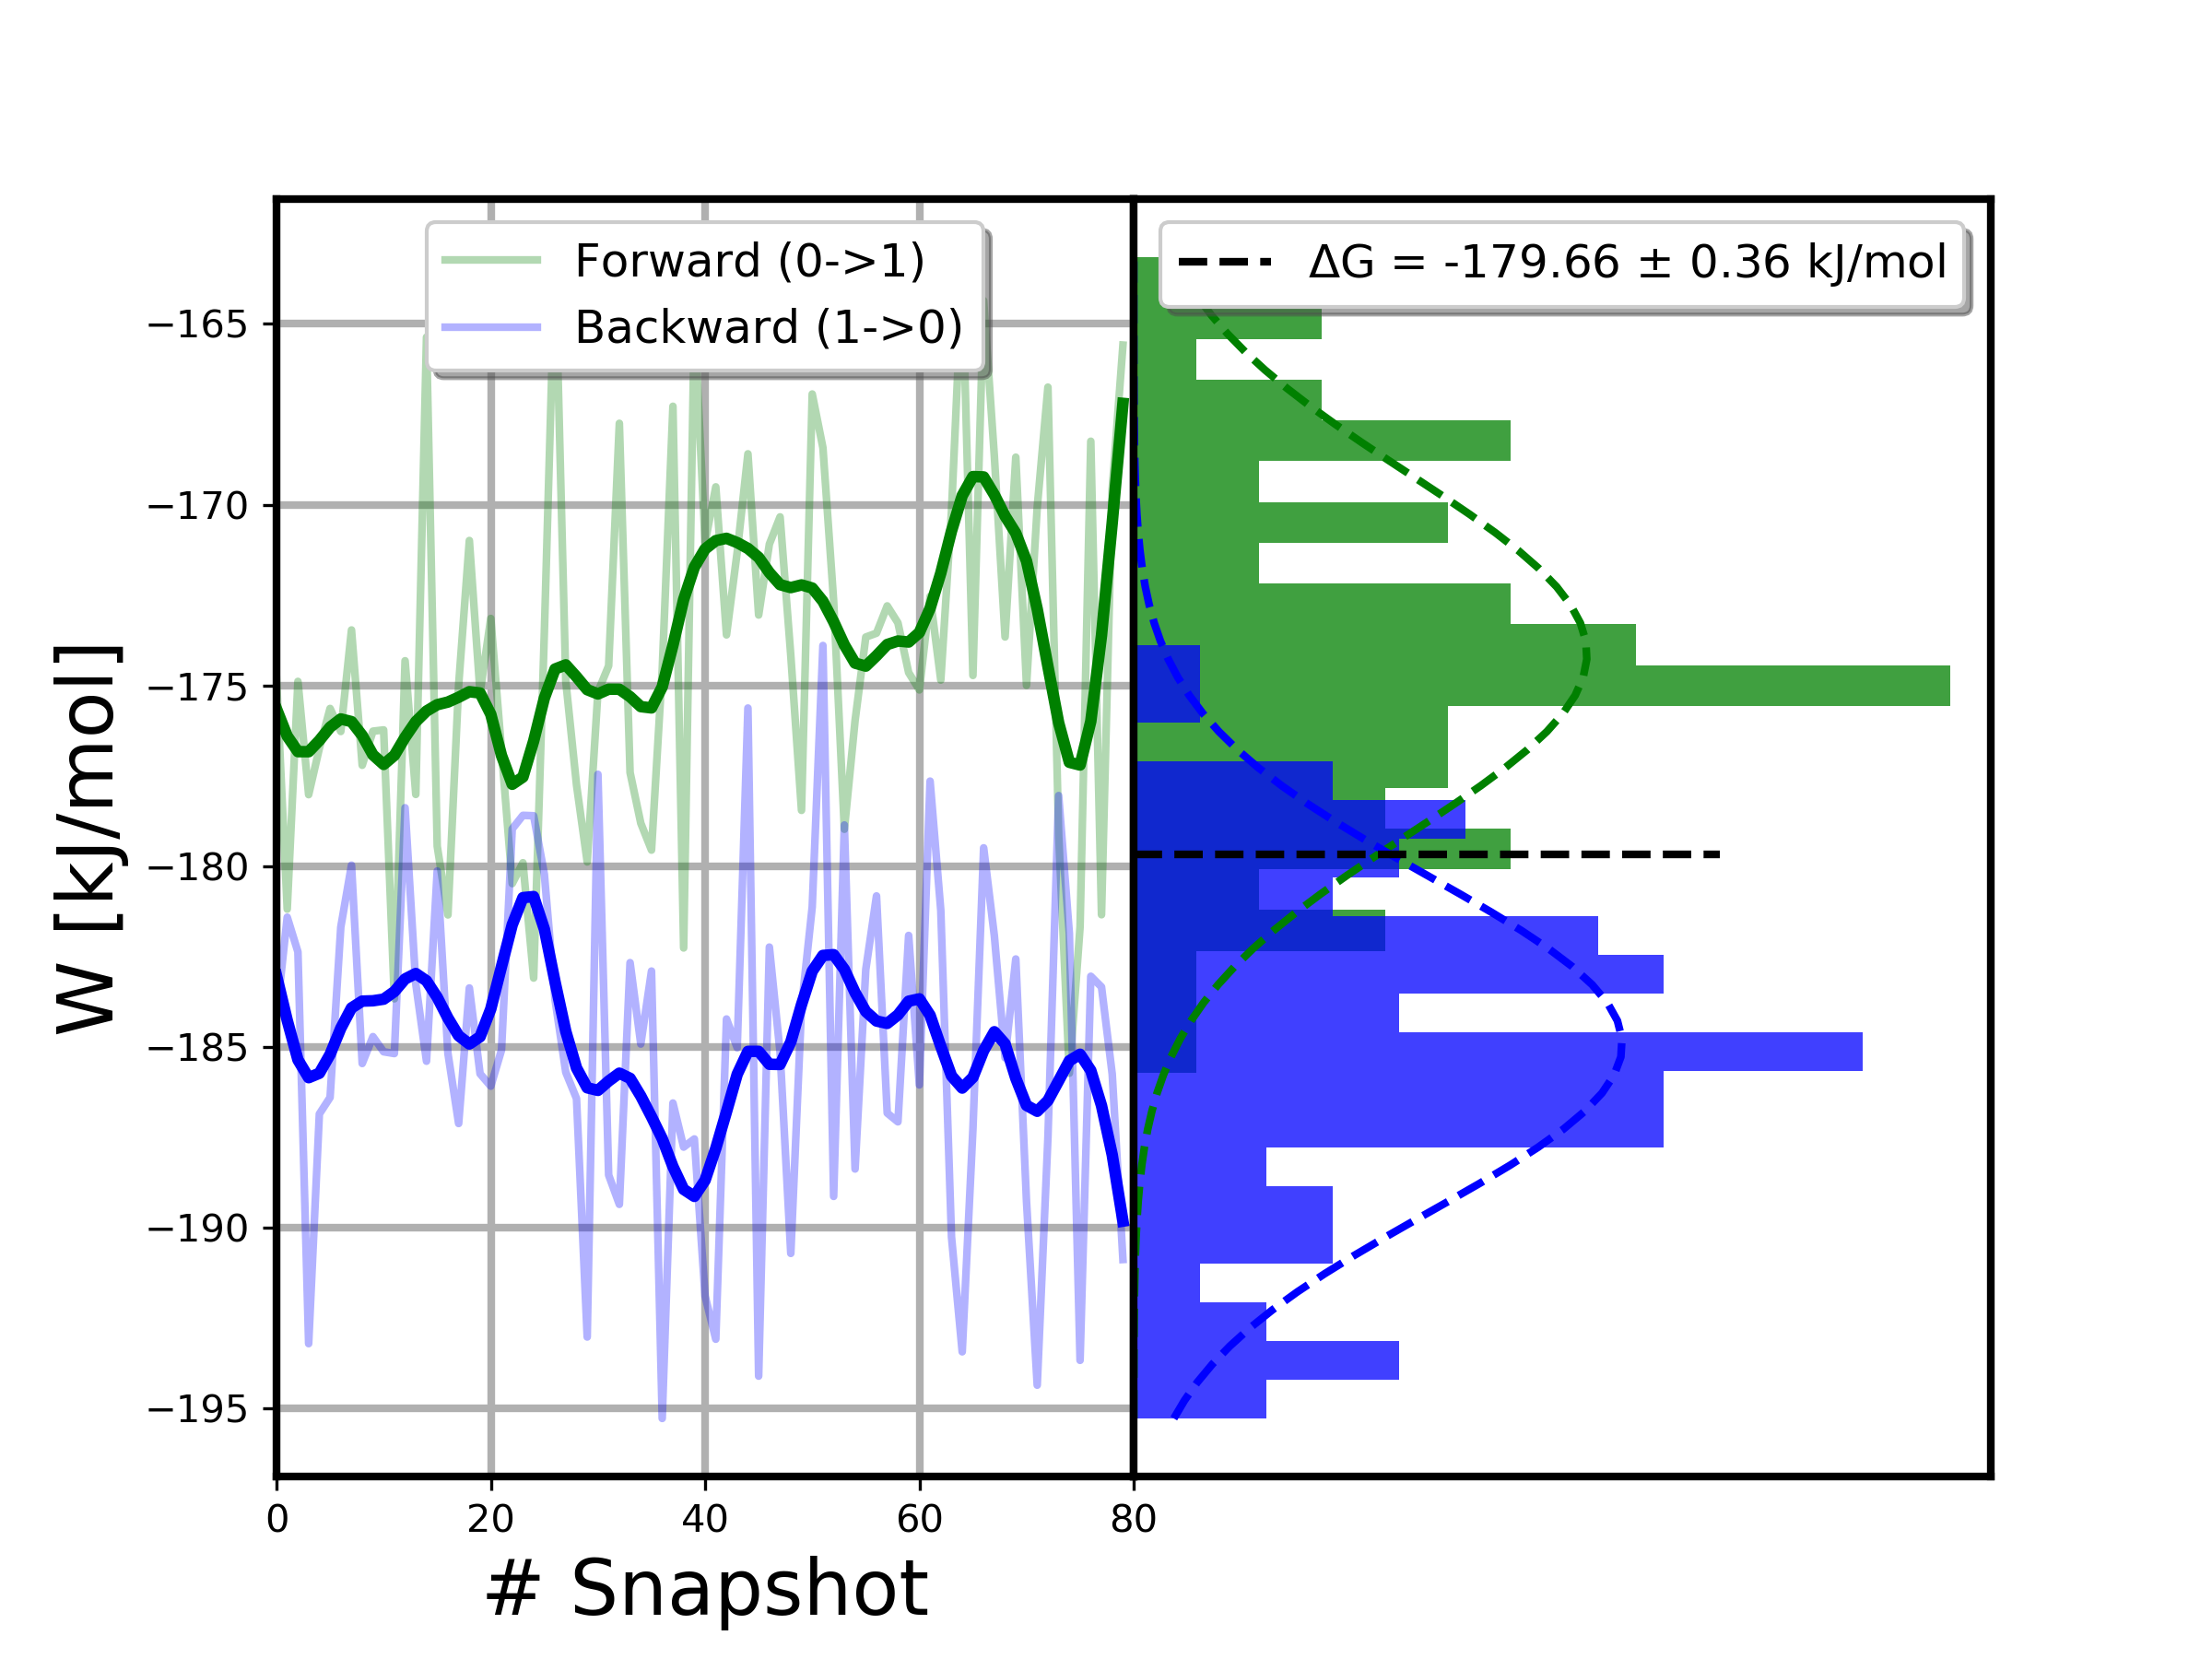 Forward (0->1)
Backward (1->0)
ΔG = -179.66 ± 0.36 kJ/mol
W [kJ/mol]
−165
−170
−175
−180
−185
−190
−195
0 20 40 60 80
# Snapshot